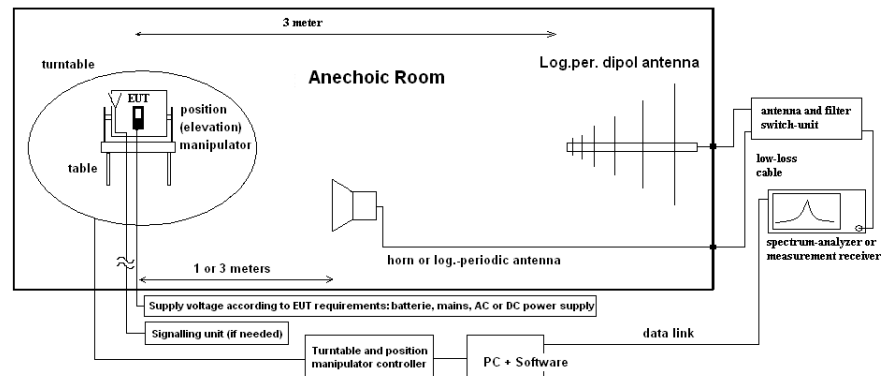 3 meter
turntable
Anechoic Room
Log.per. dipol antenna
EUT
position
(elevation)
manipulator
table
antenna and filter
switch-unit
low-loss
cable
spectrum-analyzer or
measurement receiver
horn or log.-periodic antenna
1 or 3 meters
Supply voltage according to EUT requirements: batterie, mains, AC or DC power supply
Signalling unit (if needed)
data link
Turntable and position
manipulator controller
PC + Software